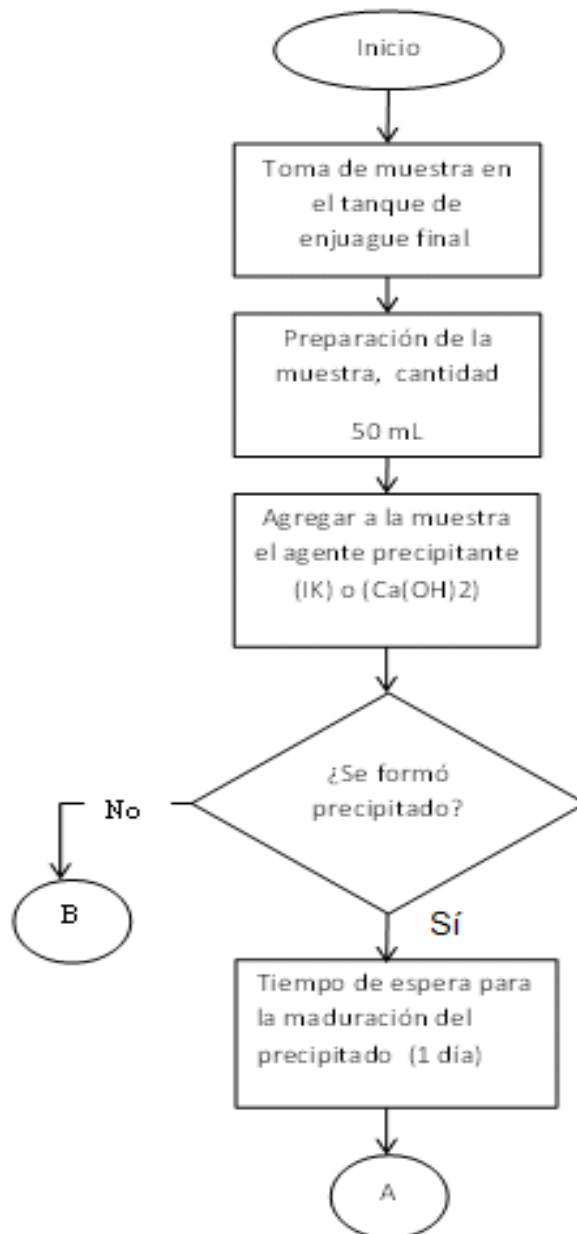 Inicio
Toma de muestra en
el tanque de
enjuague final
Preparación de la
muestra, cantidad
50 mL
Agregar a la muestra
el agente precipitante
(IK) o (Ca(OH)2)
¿Se formó
precipitado?
No
B
Sí
Tiempo de espera para
la maduración del
precipitado (1 día)
A